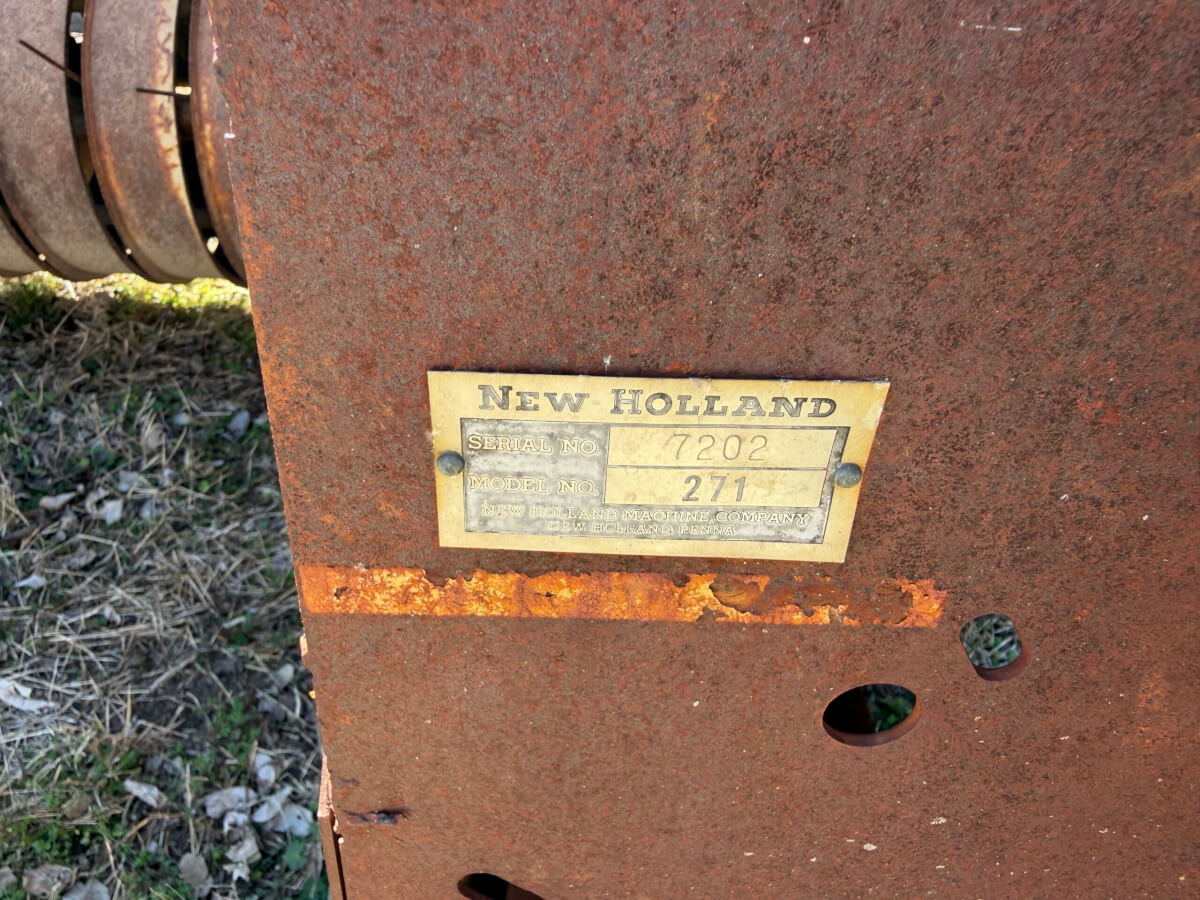 NEW HOLLAND
SERIAL NO. 7202
MODEL NO. 271
NEW HOLLAND MACHINE COMPANY
NEW HOLLAND PENNA